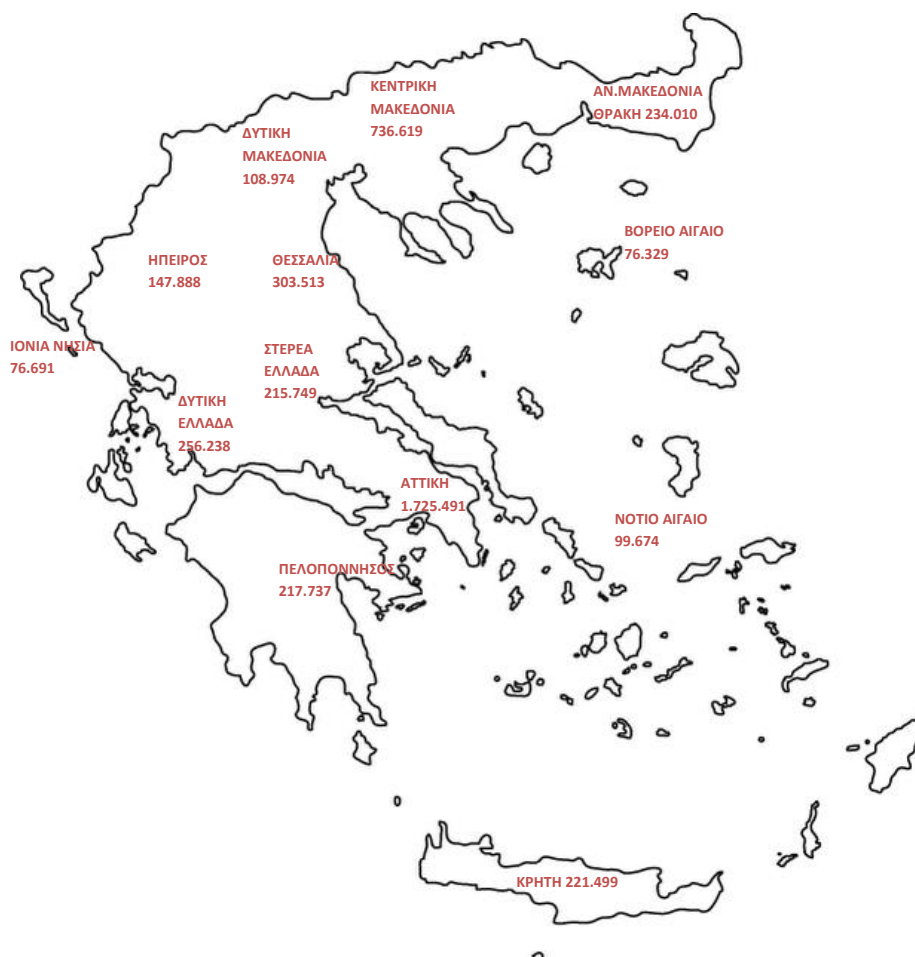 ΚΕΝΤΡΙΚΗ
ΜΑΚΕΔΟΝΙΑ
736.619
ΑΝ.ΜΑΚΕΔΟΝΙΑ
ΘΡΑΚΗ 234.010
ΔΥΤΙΚΗ
ΜΑΚΕΔΟΝΙΑ
108.974
ΒΟΡΕΙΟ ΑΙΓΑΙΟ
76.329
ΗΠΕΙΡΟΣ
147.888
ΘΕΣΣΑΛΙΑ
303.513
ΙΟΝΙΑ ΝΗΣΙΑ
76.691
ΣΤΕΡΕΑ
ΕΛΛΑΔΑ
215.749
ΔΥΤΙΚΗ
ΕΛΛΑΔΑ
256.238
ΑΤΤΙΚΗ
1.725.491
ΝΟΤΙΟ ΑΙΓΑΙΟ
99.674
ΠΕΛΟΠΟΝΝΗΣΟΣ
217.737
ΚΡΗΤΗ 221.499